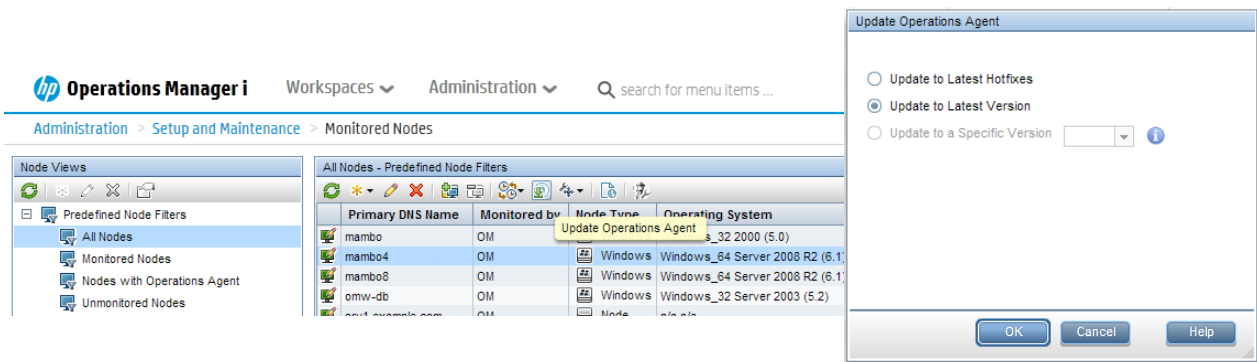 Update Operations Agent
Update to Latest Hotfixes
Update to Latest Version
Update to a Specific Version
OK Cancel Help
hp Operations Manager i Workspaces Administration search for menu items ...
Administration > Setup and Maintenance > Monitored Nodes
Node Views
Predefined Node Filters
All Nodes
Monitored Nodes
Nodes with Operations Agent
Unmonitored Nodes
All Nodes - Predefined Node Filters
Primary DNS Name Monitored by Node Type Operating System
Update Operations Agent
mambo OM s_32 2000 (5.0)
mambo4 OM Windows Windows_64 Server 2008 R2 (6.1)
mambo8 OM Windows Windows_64 Server 2008 R2 (6.1)
omw-db OM Windows Windows_32 Server 2003 (5.2)
OM Node